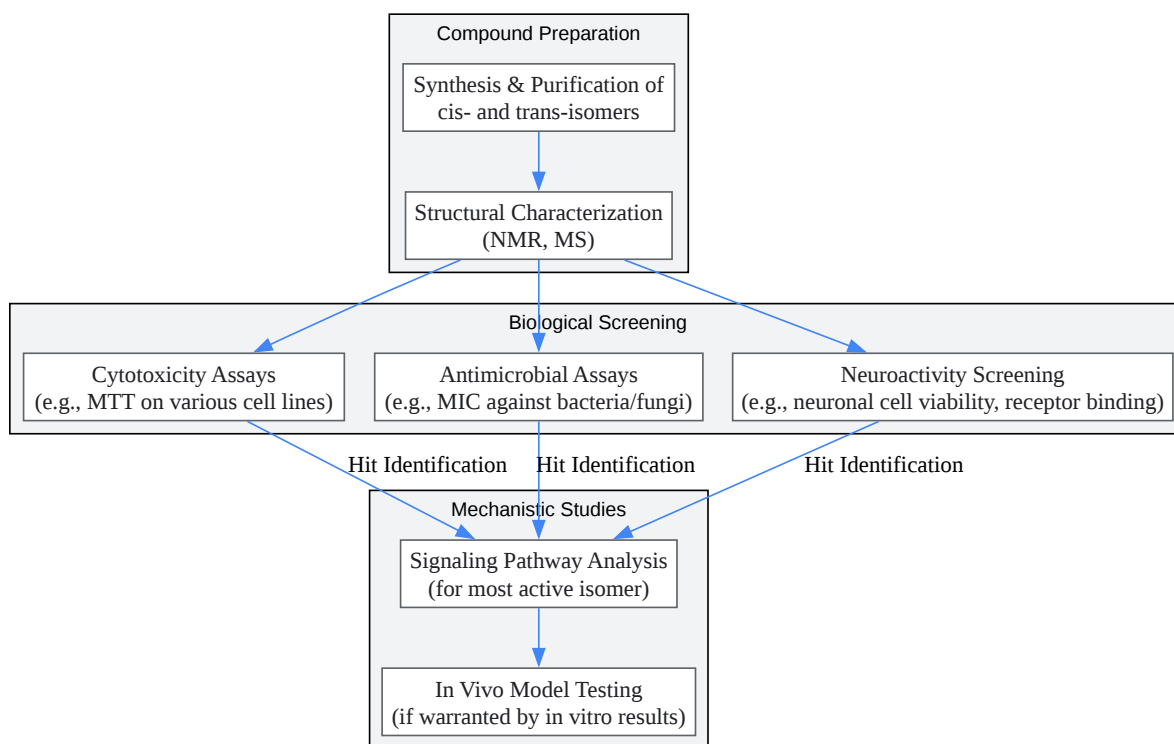 Compound Preparation
Synthesis & Purification of
cis- and trans-isomers
Structural Characterization
(NMR, MS)
Biological Screening
Cytotoxicity Assays
(e.g., MTT on various cell lines)
Antimicrobial Assays
(e.g., MIC against bacteria/fungi)
Neuroactivity Screening
(e.g., neuronal cell viability, receptor binding)
Hit Identification
Hit Identification
Hit Identification
Mechanistic Studies
Signaling Pathway Analysis
(for most active isomer)
In Vivo Model Testing
(if warranted by in vitro results)